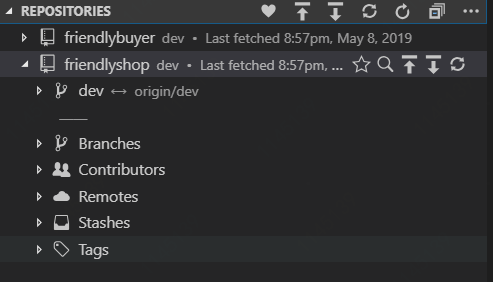 REPOSITORIES
friendlybuyer dev • Last fetched 8:57pm, May 8, 2019
friendlyshop dev • Last fetched 8:57pm, ...
dev ↔ origin/dev
Branches
Contributors
Remotes
Stashes
Tags